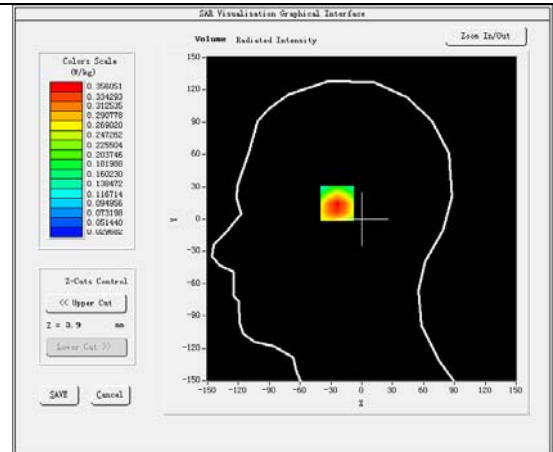 SAR Visualisation Graphical Interface
Volume Radiated Intensity
Zoom In/Out
Colors Scale
(W/kg)
0.356051
0.334293
0.312535
0.290778
0.269020
0.247262
0.225504
0.203746
0.181988
0.160230
0.138472
0.116714
0.094956
0.073198
0.051440
Z-Cuts Control
<< Upper Cut
Z = 3.9 mm
Lower Cut >>
SAVE
Cancel
150
120
90
60
30
0
-30
-60
-90
-120
-150
Y
-150 -120 -90 -60 -30 0 30 60 90 120 150
X